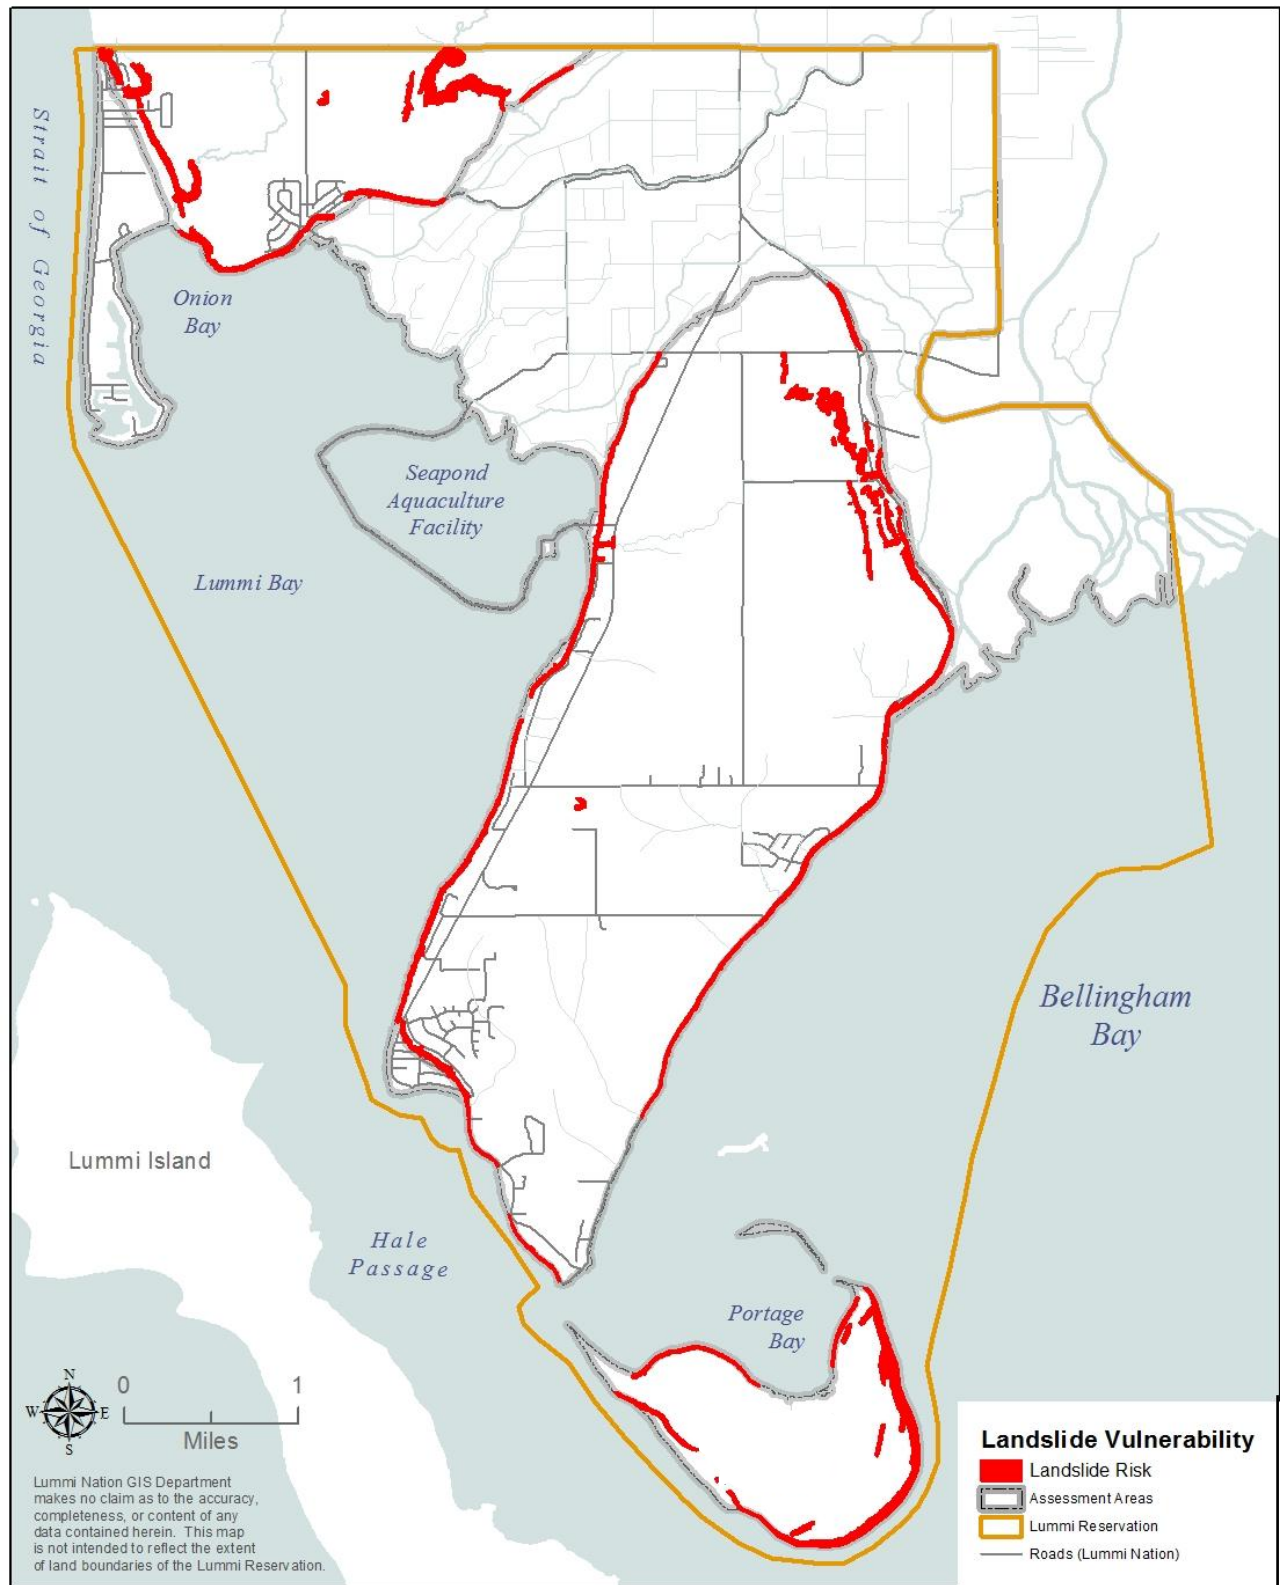 Strait of Georgia
Onion
Bay
Seapond
Aquaculture
Facility
Lummi Bay
Bellingham
Bay
Lummi Island
Hale
Passage
Portage
Bay
N
W E
S
0 1
Miles
Lummi Nation GIS Department
makes no claim as to the accuracy,
completeness, or content of any
data contained herein. This map
is not intended to reflect the extent
of land boundaries of the Lummi Reservation.
Landslide Vulnerability
Landslide Risk
Assessment Areas
Lummi Reservation
Roads (Lummi Nation)